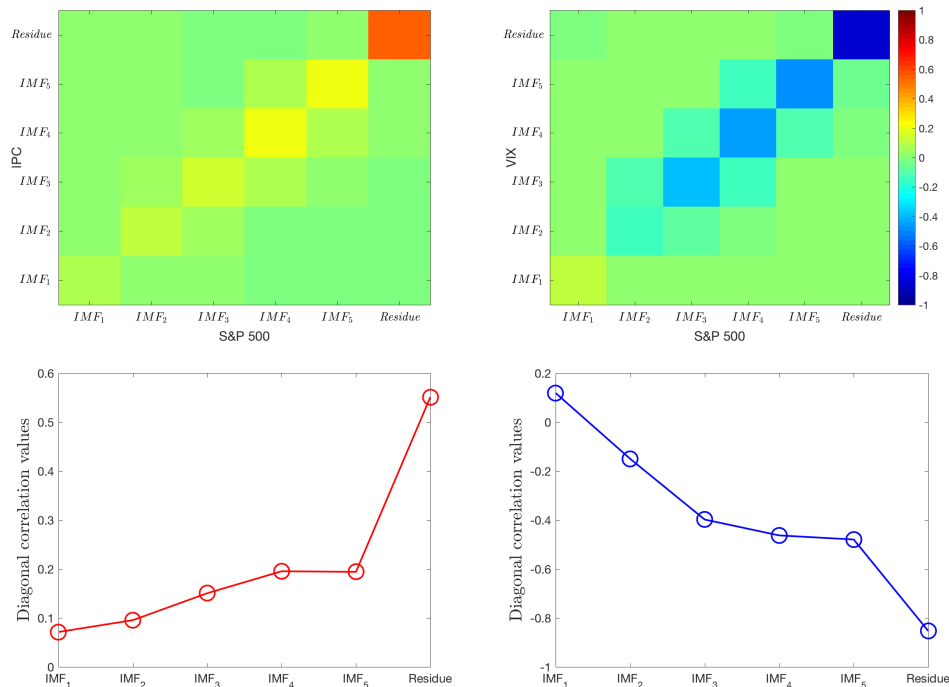 Residue
IMF₅
IMF₄
IMF₃
IMF₂
IMF₁
IPC
IMF₁ IMF₂ IMF₃ IMF₄ IMF₅ Residue
S&P 500
Residue
IMF₅
IMF₄
IMF₃
IMF₂
IMF₁
VIX
IMF₁ IMF₂ IMF₃ IMF₄ IMF₅ Residue
S&P 500
1
0.8
0.6
0.4
0.2
0
-0.2
-0.4
-0.6
-0.8
-1
0.6
0.5
0.4
0.3
0.2
0.1
0
Diagonal correlation values
IMF₁ IMF₂ IMF₃ IMF₄ IMF₅ Residue
0.2
0
-0.2
-0.4
-0.6
-0.8
-1
Diagonal correlation values
IMF₁ IMF₂ IMF₃ IMF₄ IMF₅ Residue